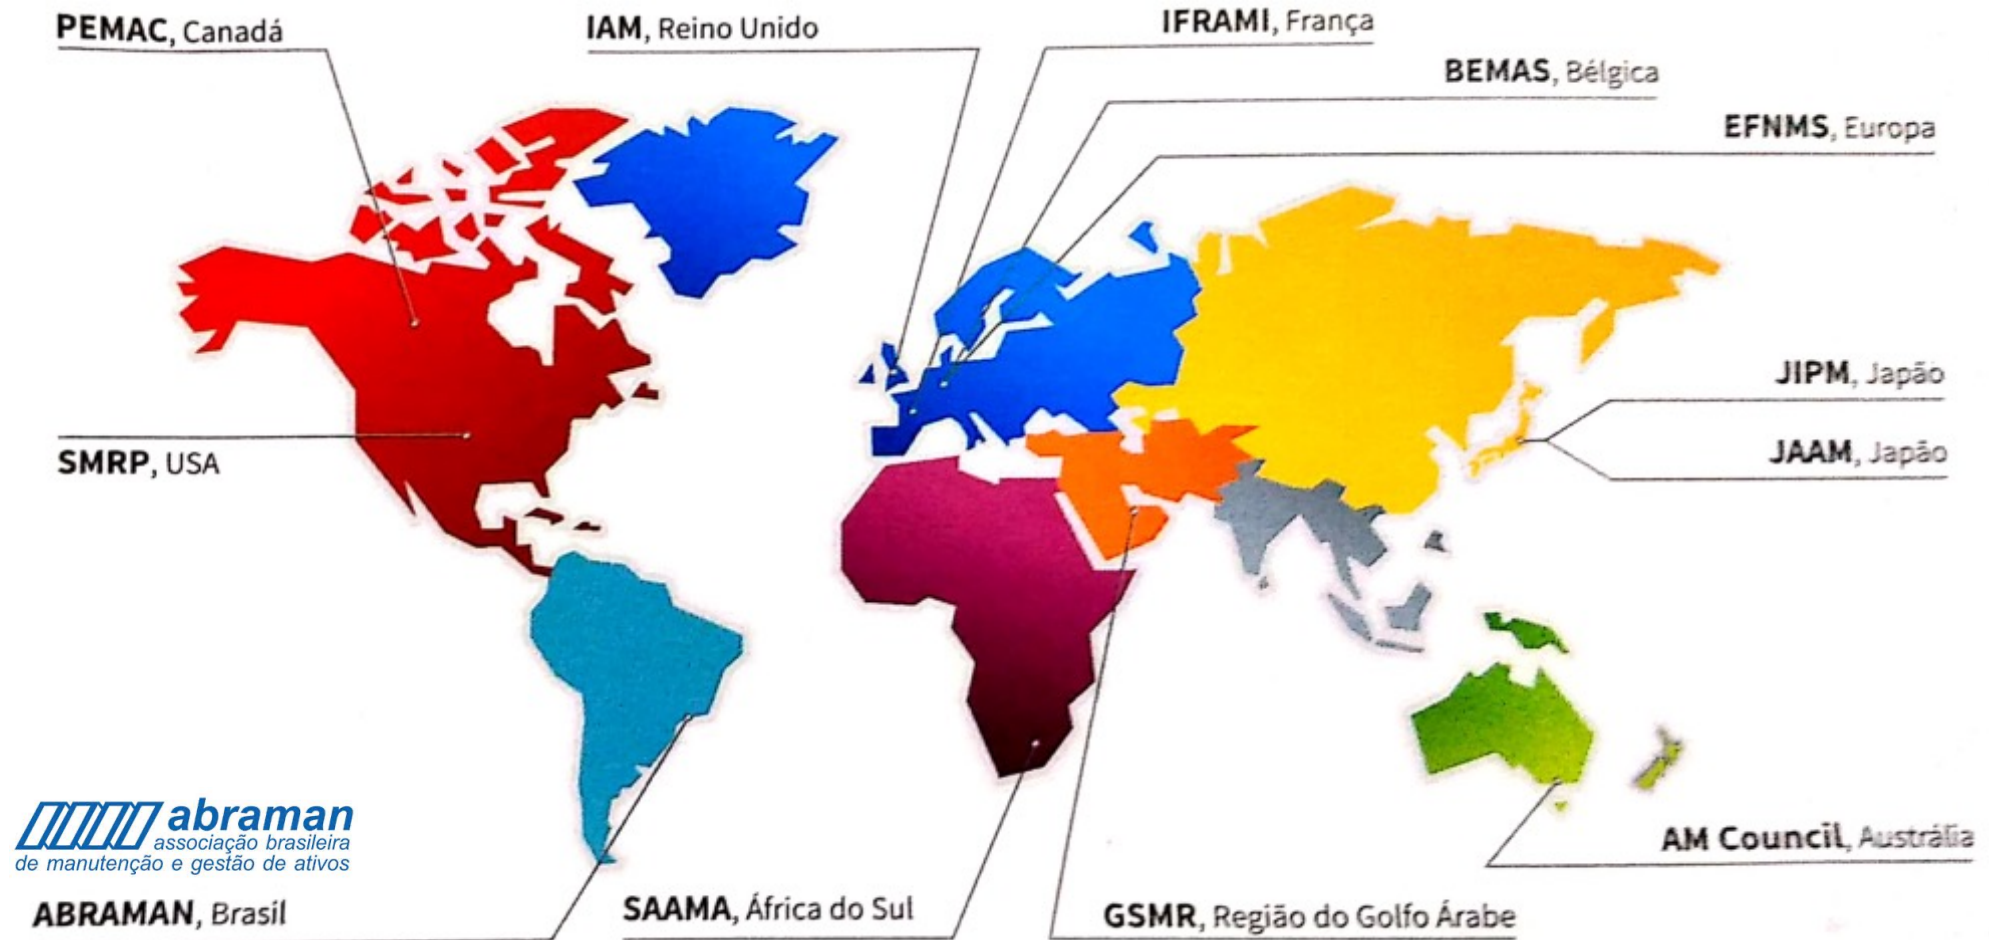 PEMAC, Canadá
IAM, Reino Unido
IFRAMI, França
BEMAS, Bélgica
EFNMS, Europa
JIPM, Japão
JAAM, Japão
SMRP, USA
abraman
associação brasileira
de manutenção e gestão de ativos
AM Council, Austrália
ABRAMAN, Brasil
SAAMA, África do Sul
GSMR, Região do Golfo Árabe